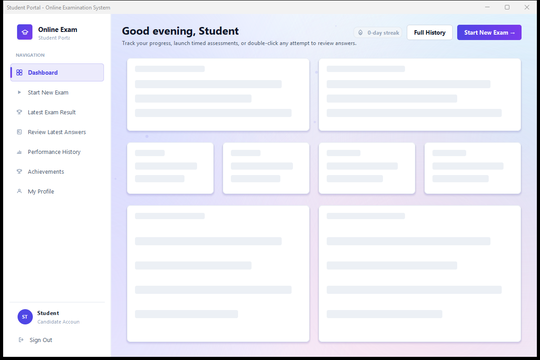 Student Portal - Online Examination System
Online Exam
Student Porta
NAVIGATION
Dashboard
Start New Exam
Latest Exam Result
Review Latest Answers
Performance History
Achievements
My Profile
Student
Candidate Accoun
Sign Out
Good evening, Student
Track your progress, launch timed assessments, or double-click any attempt to review answers.
0-day streak
Full History
Start New Exam →
ST